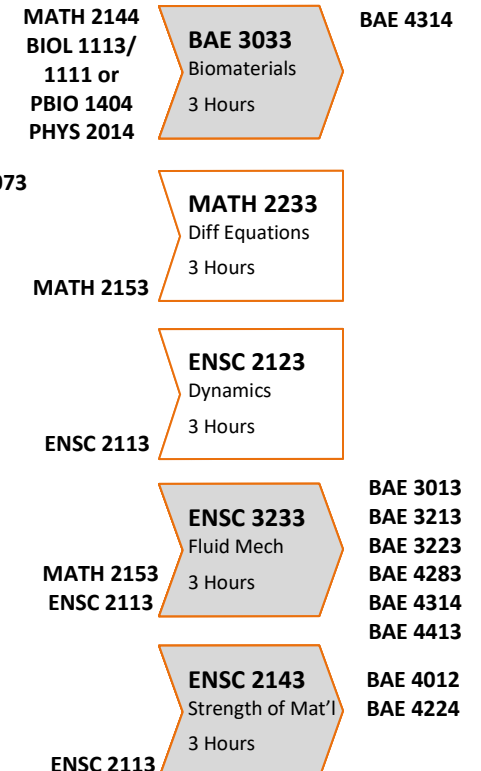 MATH 2144
BIOL 1113/
1111 or
PBIO 1404
PHYS 2014
BAE 3033
Biomaterials
3 Hours
BAE 4314
073
MATH 2153
MATH 2233
Diff Equations
3 Hours
ENSC 2113
ENSC 2123
Dynamics
3 Hours
MATH 2153
ENSC 2113
ENSC 3233
Fluid Mech
3 Hours
BAE 3013
BAE 3213
BAE 3223
BAE 4283
BAE 4314
BAE 4413
ENSC 2113
ENSC 2143
Strength of Mat'l
3 Hours
BAE 4012
BAE 4224